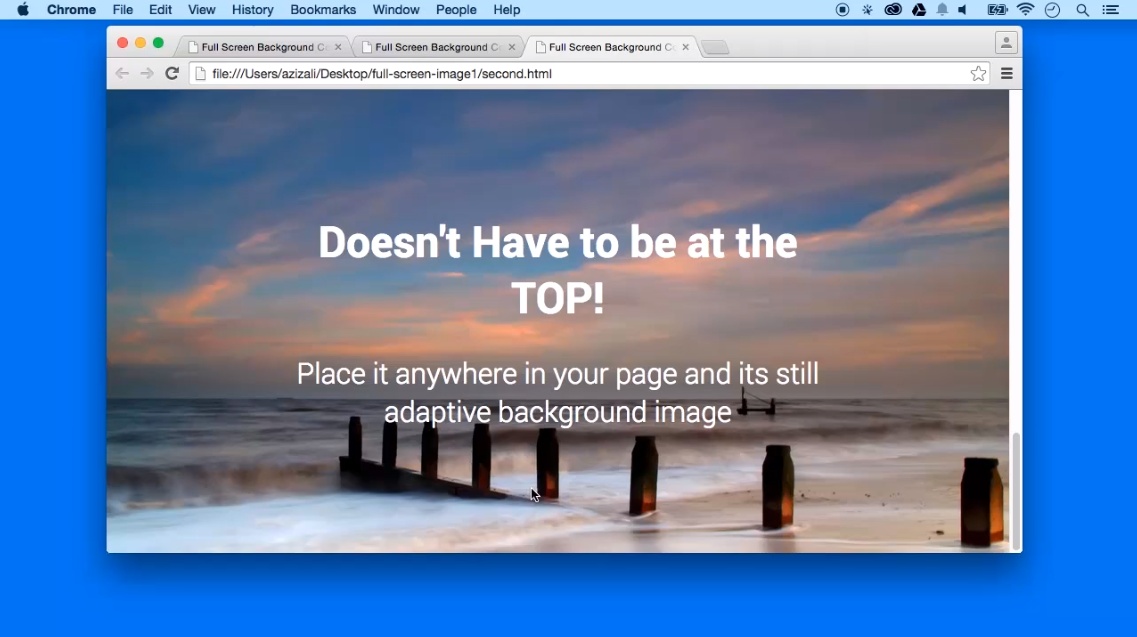 Chrome File Edit View History Bookmarks Window People Help
Full Screen Background C Full Screen Background C Full Screen Background C
file:///Users/azizali/Desktop/full-screen-image1/second.html
Doesn't Have to be at the
TOP!
Place it anywhere in your page and its still
adaptive background image